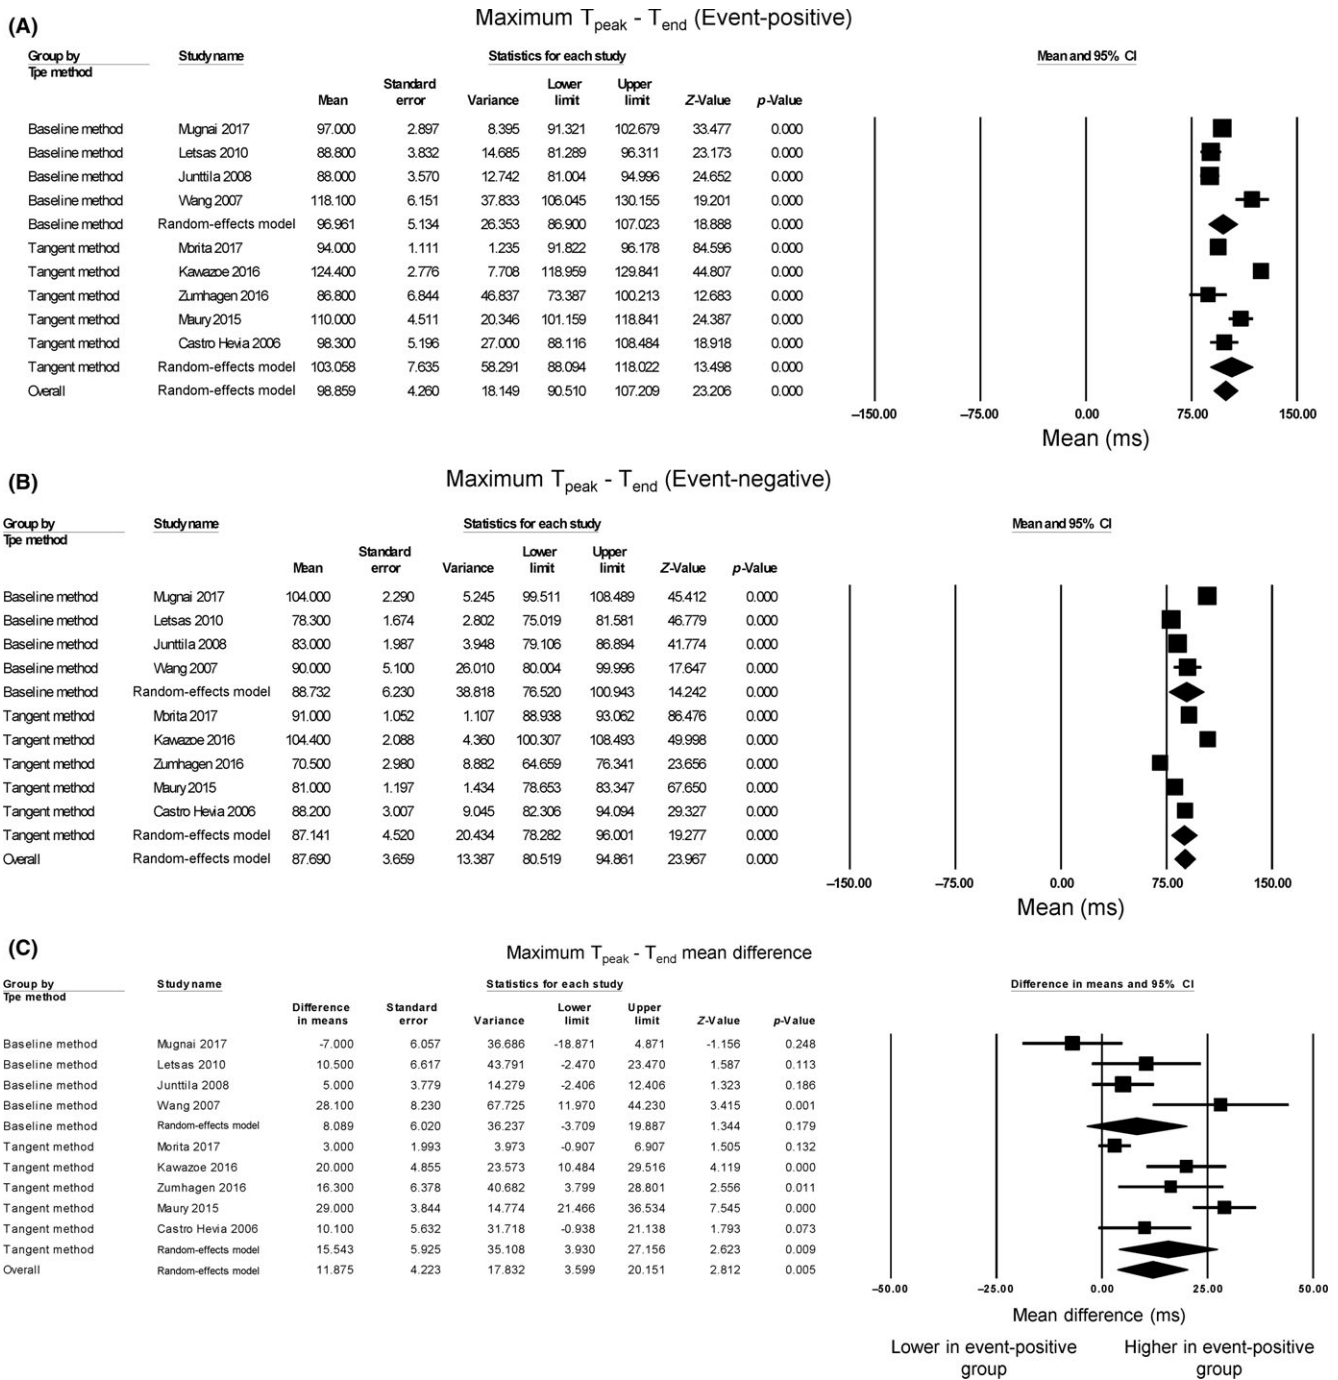 (A)
Maximum Tpeak - Tend (Event-positive)
Group by Study name Statistics for each study Mean and 95% CI
Tpe method
Mean Standard error Variance Lower limit Upper limit Z-Value p-Value
Baseline method Mugnai 2017 97.000 2.897 8.395 91.321 102.679 33.477 0.000
Baseline method Letsas 2010 88.800 3.832 14.685 81.289 96.311 23.173 0.000
Baseline method Junttila 2008 88.000 3.570 12.742 81.004 94.996 24.652 0.000
Baseline method Wang 2007 118.100 6.151 37.833 106.045 130.155 19.201 0.000
Baseline method Random-effects model 96.961 5.134 26.353 86.900 107.023 18.888 0.000
Tangent method Morita 2017 94.000 1.111 1.235 91.822 96.178 84.596 0.000
Tangent method Kawazoe 2016 124.400 2.776 7.708 118.959 129.841 44.807 0.000
Tangent method Zumhagen 2016 86.800 6.844 46.837 73.387 100.213 12.683 0.000
Tangent method Maury 2015 110.000 4.511 20.346 101.159 118.841 24.387 0.000
Tangent method Castro Hevia 2006 98.300 5.196 27.000 88.116 108.484 18.918 0.000
Tangent method Random-effects model 103.058 7.635 58.291 88.094 118.022 13.498 0.000
Overall Random-effects model 98.859 4.260 18.149 90.510 107.209 23.206 0.000
–150.00 –75.00 0.00 75.00 150.00
Mean (ms)
(B)
Maximum Tpeak - Tend (Event-negative)
Group by Study name Statistics for each study Mean and 95% CI
Tpe method
Mean Standard error Variance Lower limit Upper limit Z-Value p-Value
Baseline method Mugnai 2017 104.000 2.290 5.245 99.511 108.489 45.412 0.000
Baseline method Letsas 2010 78.300 1.674 2.802 75.019 81.581 46.779 0.000
Baseline method Junttila 2008 83.000 1.987 3.948 79.106 86.894 41.774 0.000
Baseline method Wang 2007 90.000 5.100 26.010 80.004 99.996 17.647 0.000
Baseline method Random-effects model 88.732 6.230 38.818 76.520 100.943 14.242 0.000
Tangent method Morita 2017 91.000 1.052 1.107 88.938 93.062 86.476 0.000
Tangent method Kawazoe 2016 104.400 2.088 4.360 100.307 108.493 49.998 0.000
Tangent method Zumhagen 2016 70.500 2.980 8.882 64.659 76.341 23.656 0.000
Tangent method Maury 2015 81.000 1.197 1.434 78.653 83.347 67.650 0.000
Tangent method Castro Hevia 2006 88.200 3.007 9.045 82.306 94.094 29.327 0.000
Tangent method Random-effects model 87.141 4.520 20.434 78.282 96.001 19.277 0.000
Overall Random-effects model 87.690 3.659 13.387 80.519 94.861 23.967 0.000
–150.00 –75.00 0.00 75.00 150.00
Mean (ms)
(C)
Maximum Tpeak - Tend mean difference
Group by Study name Statistics for each study Difference in means and 95% CI
Tpe method
Difference in means Standard error Variance Lower limit Upper limit Z-Value p-Value
Baseline method Mugnai 2017 -7.000 6.057 36.686 -18.871 4.871 -1.156 0.248
Baseline method Letsas 2010 10.500 6.617 43.791 -2.470 23.470 1.587 0.113
Baseline method Junttila 2008 5.000 3.779 14.279 -2.406 12.406 1.323 0.186
Baseline method Wang 2007 28.100 8.230 67.725 11.970 44.230 3.415 0.001
Baseline method Random-effects model 8.089 6.020 36.237 -3.709 19.887 1.344 0.179
Tangent method Morita 2017 3.000 1.993 3.973 -0.907 6.907 1.505 0.132
Tangent method Kawazoe 2016 20.000 4.855 23.573 10.484 29.516 4.119 0.000
Tangent method Zumhagen 2016 16.300 6.378 40.682 3.799 28.801 2.556 0.011
Tangent method Maury 2015 29.000 3.844 14.774 21.466 36.534 7.545 0.000
Tangent method Castro Hevia 2006 10.100 5.632 31.718 -0.938 21.138 1.793 0.073
Tangent method Random-effects model 15.543 5.925 35.108 3.930 27.156 2.623 0.009
Overall Random-effects model 11.875 4.223 17.832 3.599 20.151 2.812 0.005
–50.00 –25.00 0.00 25.00 50.00
Mean difference (ms)
Lower in event-positive group Higher in event-positive group